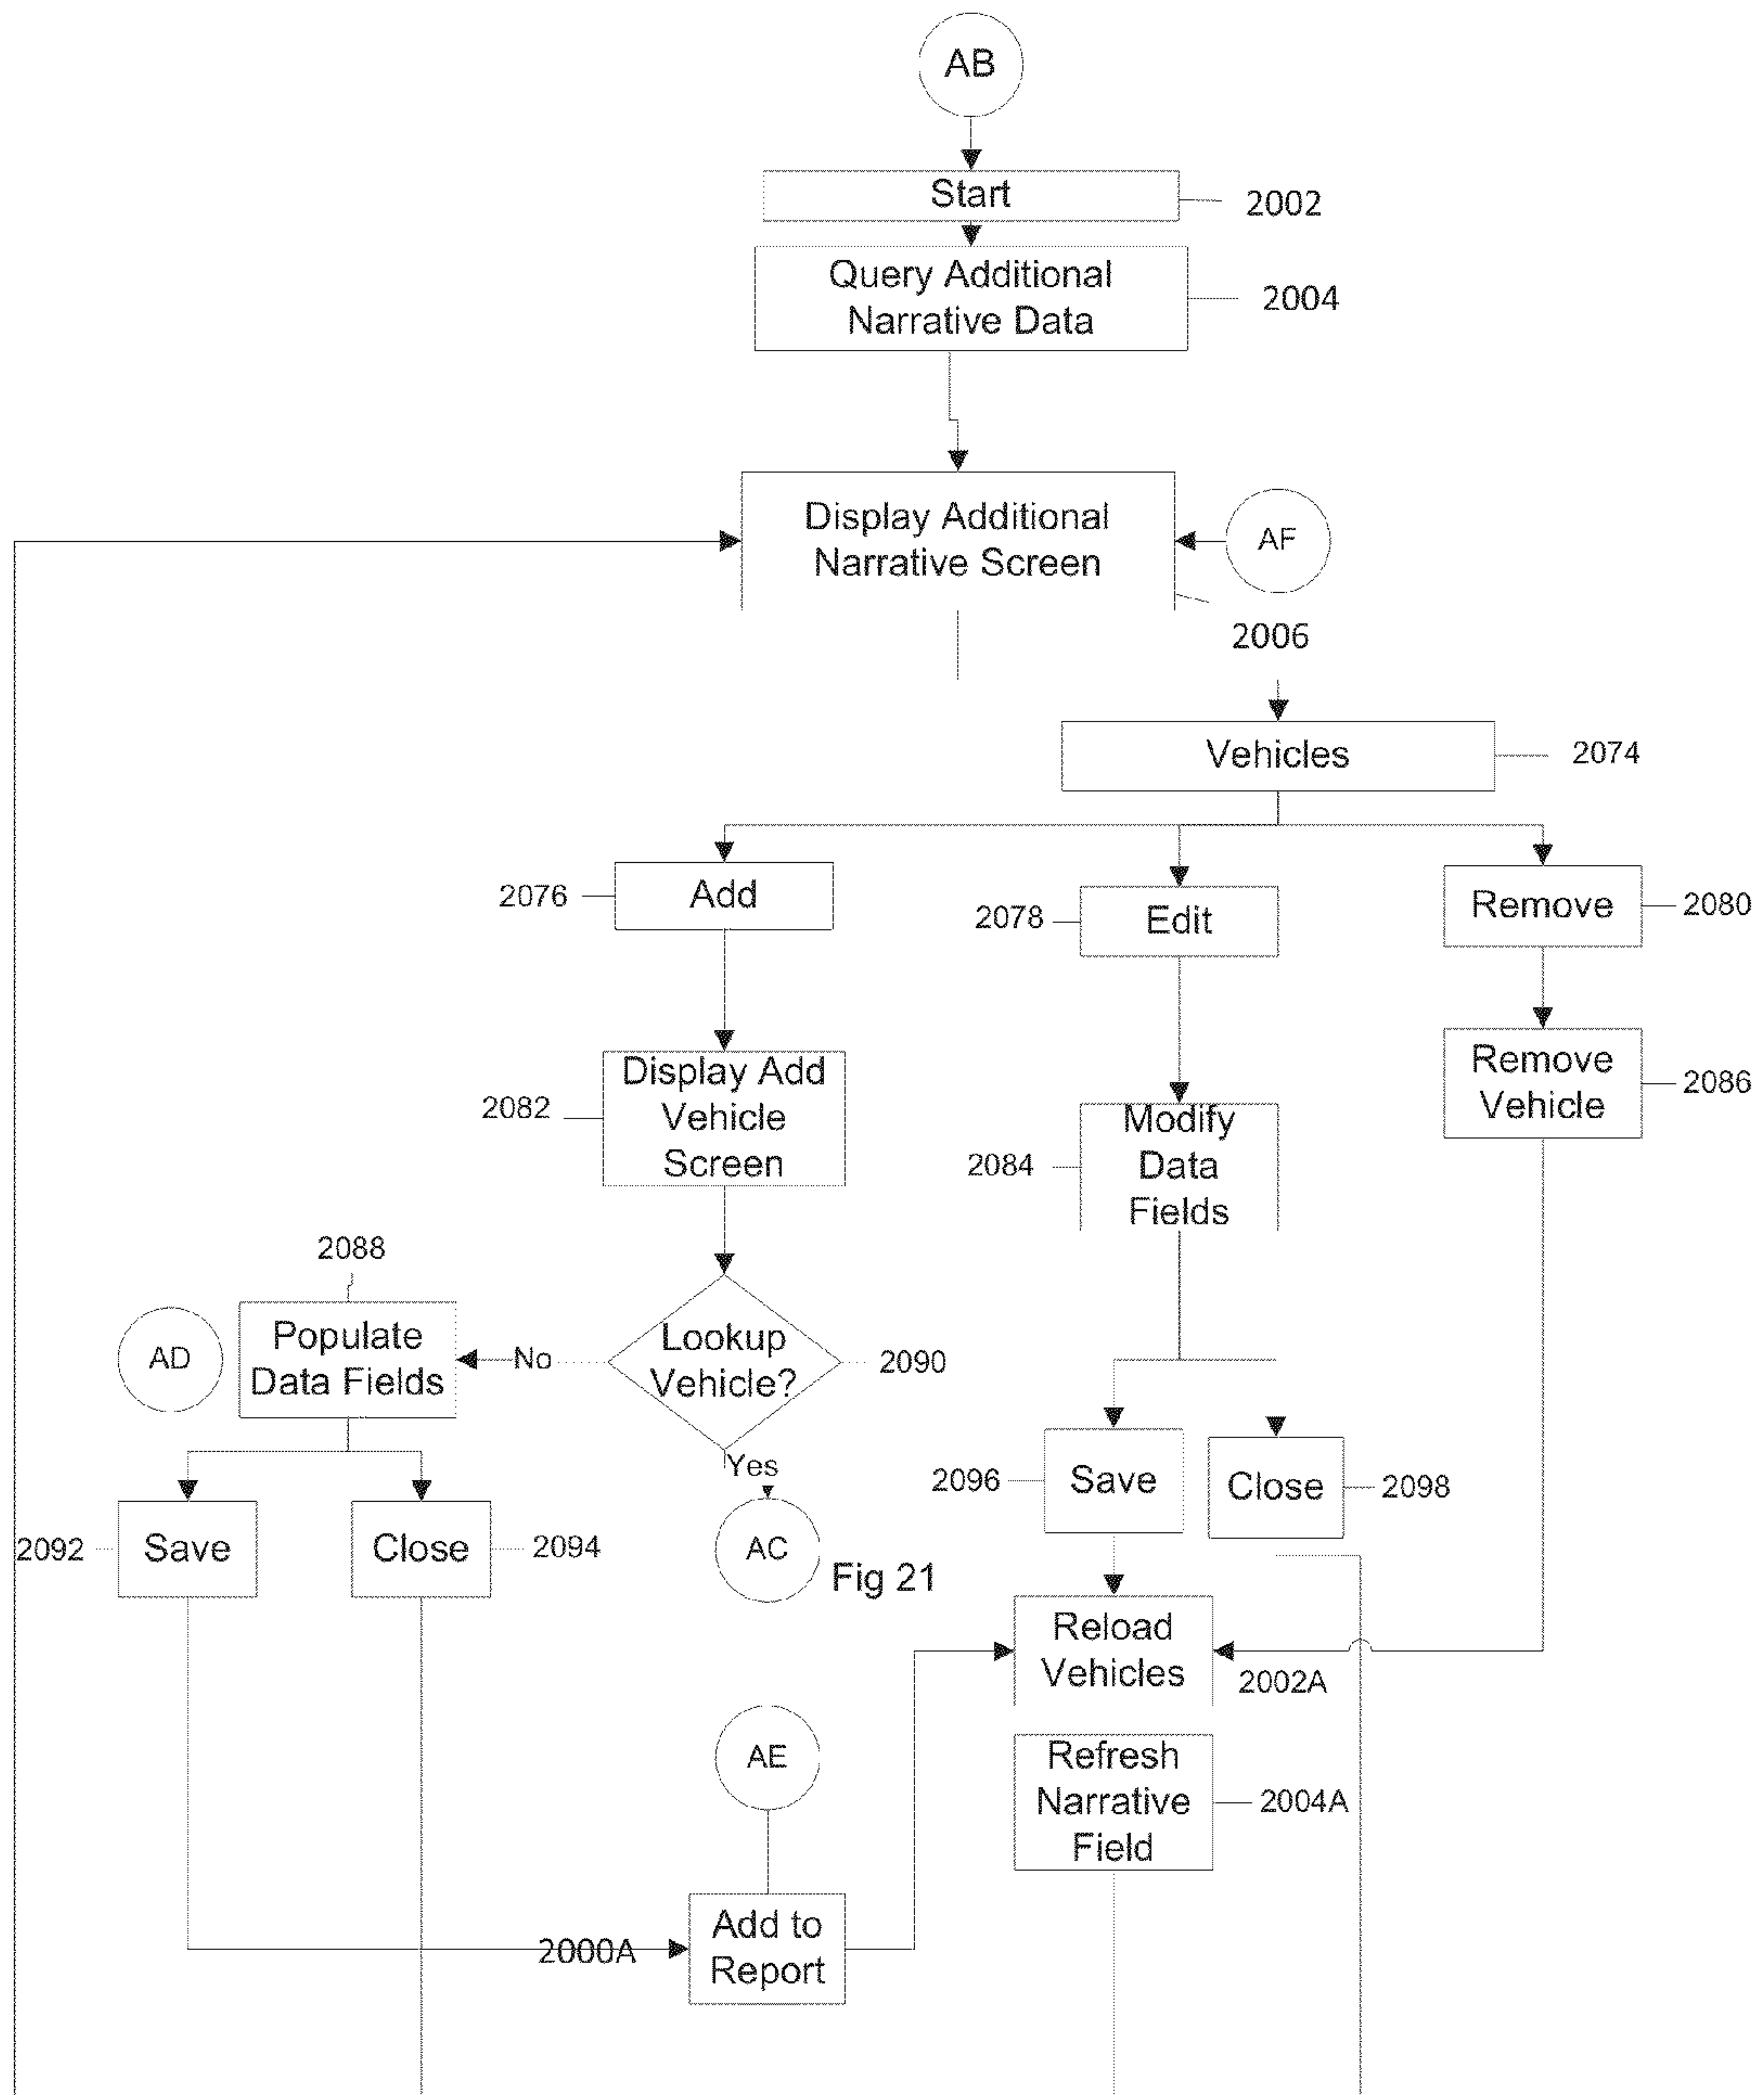 AB
Start
2002
Query Additional
Narrative Data
2004
Display Additional
Narrative Screen
AF
2006
Vehicles
2074
2076
Add
2078
Edit
Remove
2080
2082
Display Add
Vehicle
Screen
2084
Modify
Data
Fields
Remove
Vehicle
2086
2088
AD
Populate
Data Fields
No
Lookup
Vehicle?
2090
Yes
2092
Save
Close
2094
AC
Fig 21
2096
Save
Close
2098
Reload
Vehicles
2002A
AE
Refresh
Narrative
Field
2004A
2000A
Add to
Report